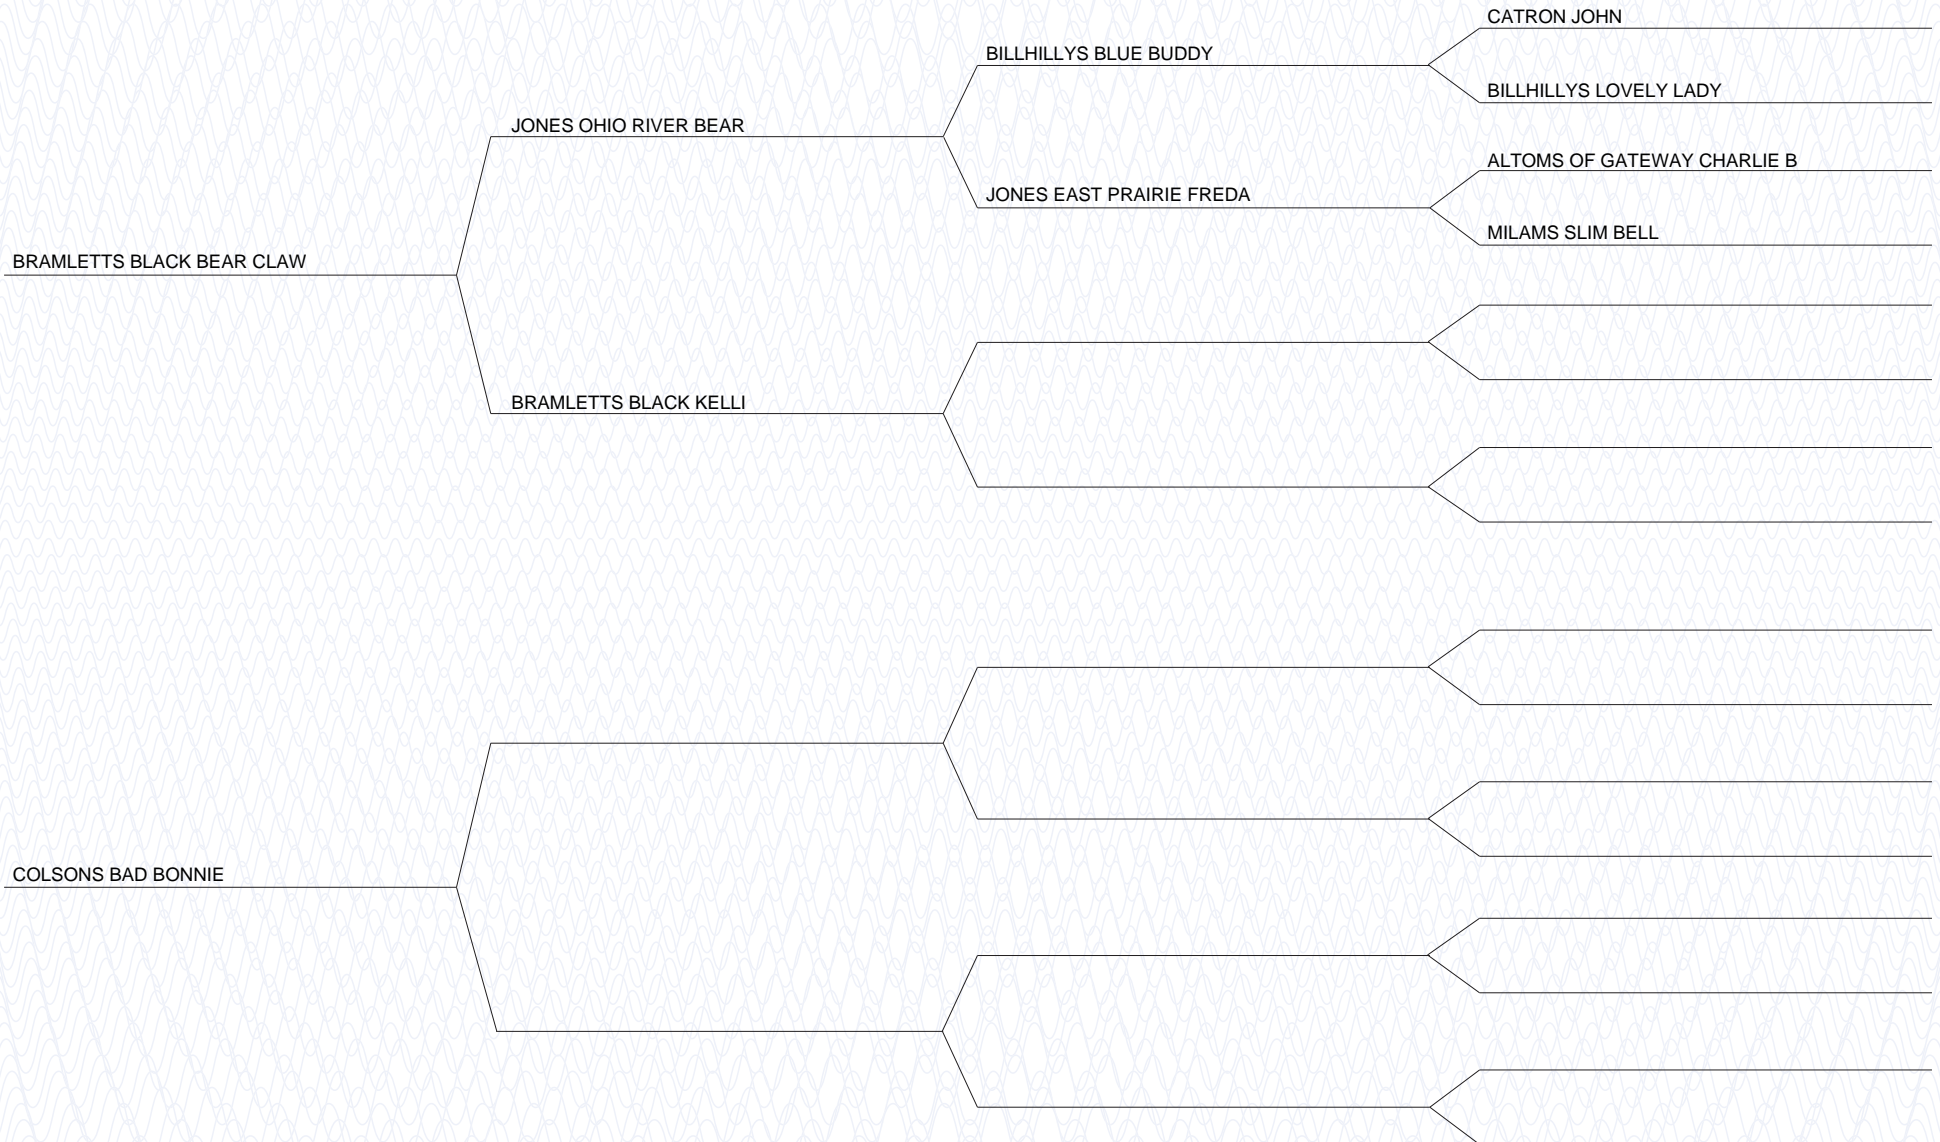 CATRON JOHN
BILLHILLYS BLUE BUDDY
BILLHILLYS LOVELY LADY
JONES OHIO RIVER BEAR
ALTOMS OF GATEWAY CHARLIE B
JONES EAST PRAIRIE FREDA
MILAMS SLIM BELL
BRAMLETTS BLACK BEAR CLAW
BRAMLETTS BLACK KELLI
COLSONS BAD BONNIE